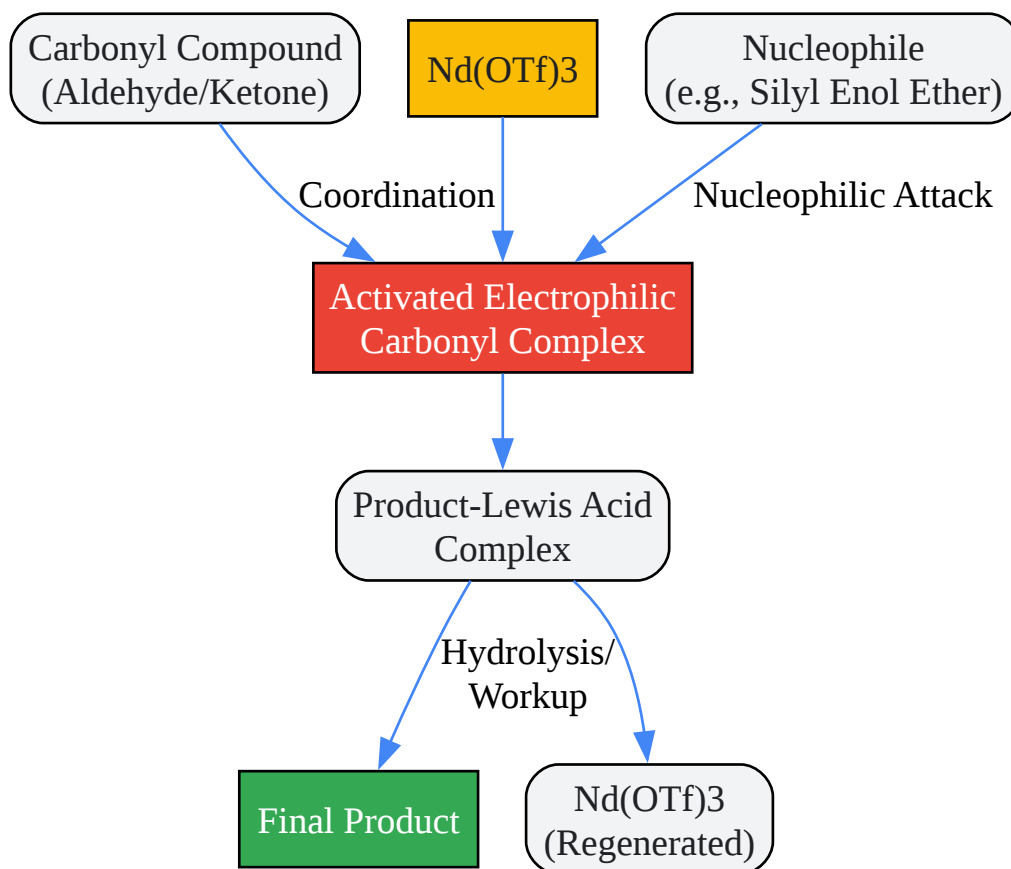 Carbonyl Compound
(Aldehyde/Ketone)
Nd(OTf)3
Nucleophile
(e.g., Silyl Enol Ether)
Coordination
Nucleophilic Attack
Activated Electrophilic
Carbonyl Complex
Product-Lewis Acid
Complex
Hydrolysis/
Workup
Final Product
Nd(OTf)3
(Regenerated)